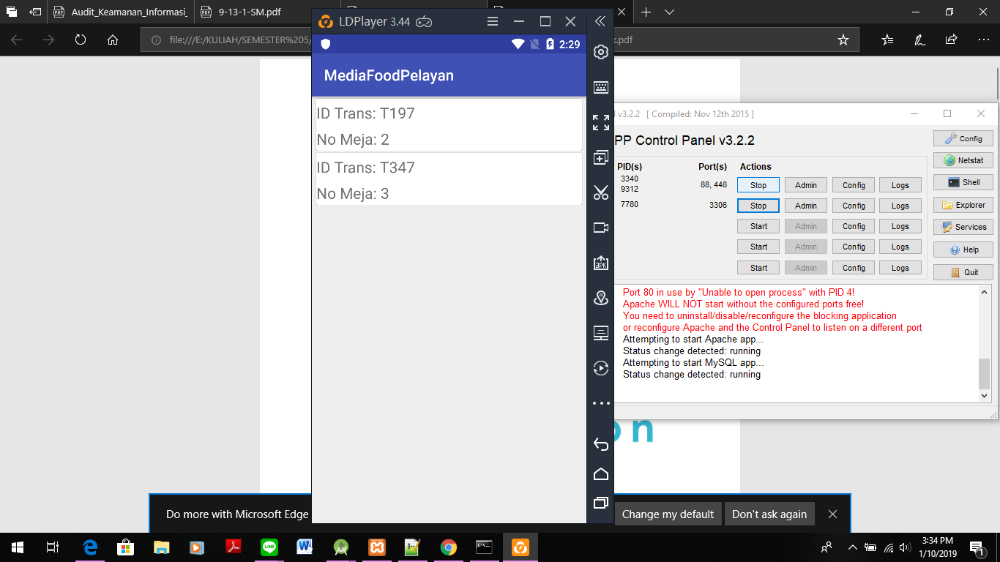 Audit_Keamanan_Informasi_
9-13-1-SM.pdf
file:///E:/KULIAH/SEMESTER%205/
k.pdf
LDPlayer 3.44
2:29
MediaFoodPelayan
ID Trans: T197
No Meja: 2
ID Trans: T347
No Meja: 3
v3.2.2 [ Compiled: Nov 12th 2015 ]
PP Control Panel v3.2.2
PID(s) Port(s) Actions
3340
9312
88, 448 Stop Admin Config Logs
7780 3306 Stop Admin Config Logs
Start Admin Config Logs
Start Admin Config Logs
Start Admin Config Logs
Config
Netstat
Shell
Explorer
Services
Help
Quit
Port 80 in use by "Unable to open process" with PID 4!
Apache WILL NOT start without the configured ports free!
You need to uninstall/disable/reconfigure the blocking application
or reconfigure Apache and the Control Panel to listen on a different port
Attempting to start Apache app...
Status change detected: running
Attempting to start MySQL app...
Status change detected: running
on
APK
Do more with Microsoft Edge
Change my default
Don't ask again
3:34 PM
1/10/2019
1